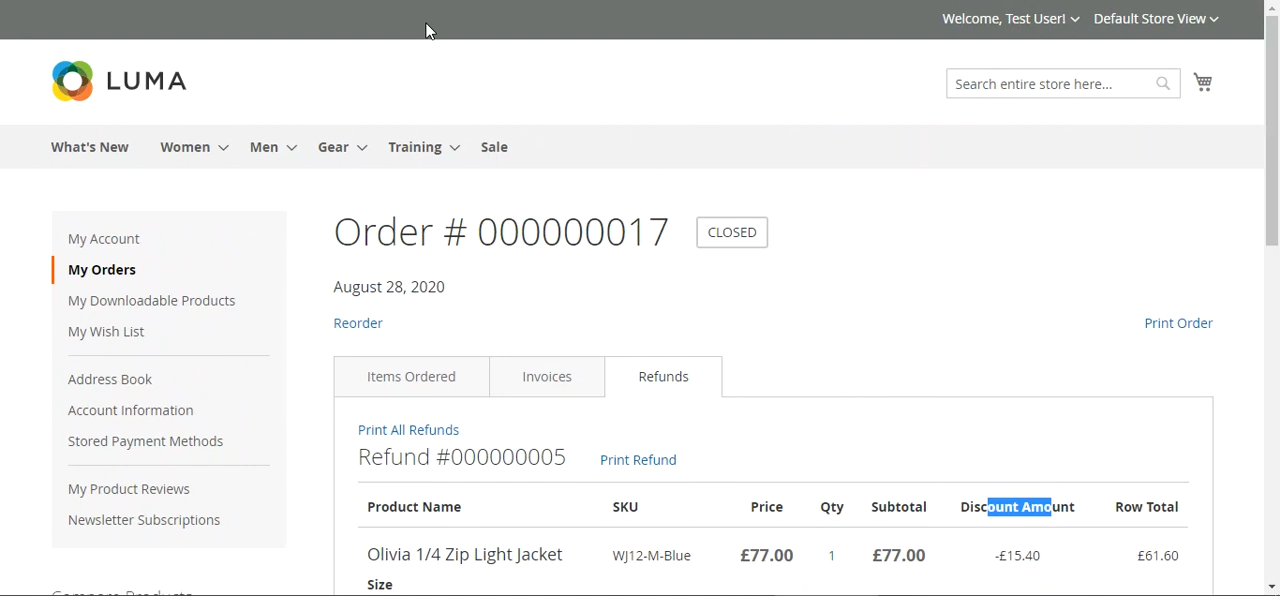 Welcome, Test User! Default Store View
LUMA
Search entire store here...
What's New Women Men Gear Training Sale
Order # 000000017 CLOSED
My Account
My Orders
My Downloadable Products
My Wish List
Address Book
Account Information
Stored Payment Methods
My Product Reviews
Newsletter Subscriptions
August 28, 2020
Reorder Print Order
Items Ordered Invoices Refunds
Print All Refunds
Refund #000000005 Print Refund
Product Name SKU Price Qty Subtotal Discount Amount Row Total
Olivia 1/4 Zip Light Jacket WJ12-M-Blue £77.00 1 £77.00 -£15.40 £61.60
Size
Compare Products